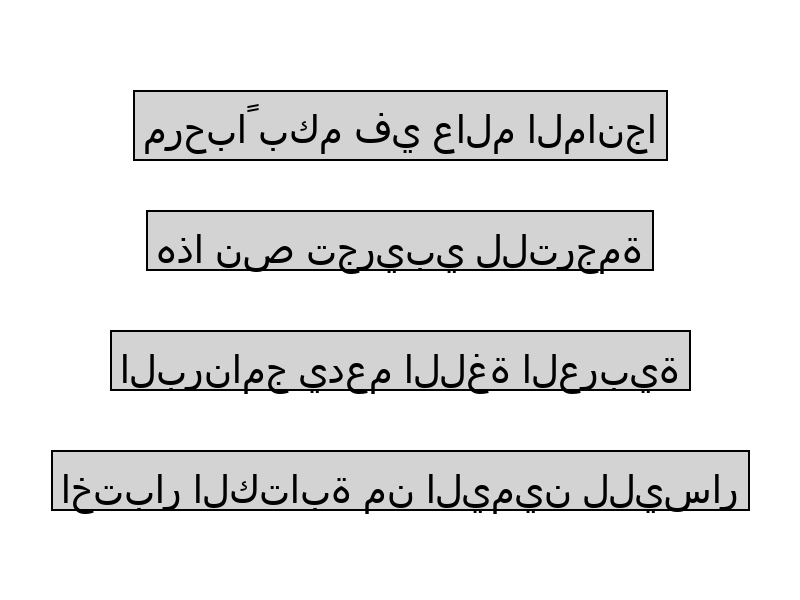 مرحباً بكم في عالم المانجا
هذا نص تجريبي للترجمة
البرنامج يدعم اللغة العربية
اختبار الكتابة من اليمين لليسار